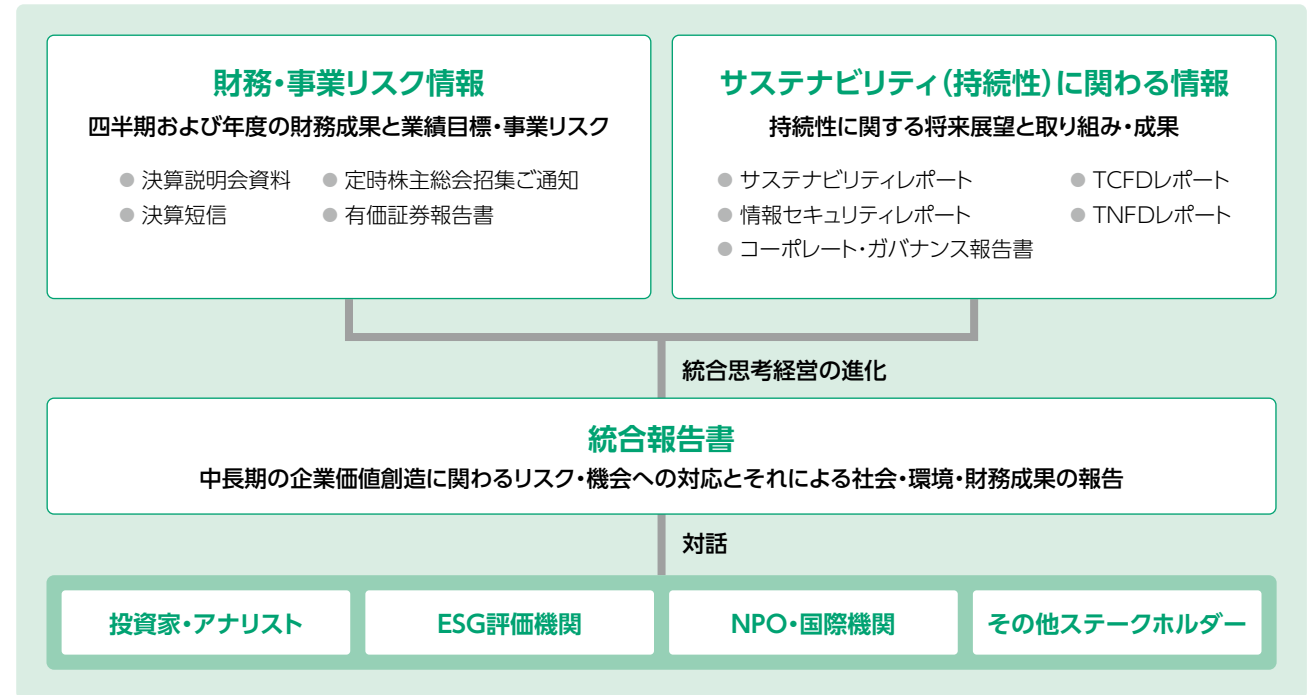 財務・事業リスク情報
四半期および年度の財務成果と業績目標・事業リスク
● 決算説明会資料 ● 定時株主総会招集ご通知
● 決算短信 ● 有価証券報告書
サステナビリティ(持続性)に関わる情報
持続性に関する将来展望と取り組み・成果
● サステナビリティレポート ● TCFDレポート
● 情報セキュリティレポート ● TNFDレポート
● コーポレート・ガバナンス報告書
統合思考経営の進化
統合報告書
中長期の企業価値創造に関わるリスク・機会への対応とそれによる社会・環境・財務成果の報告
対話
投資家・アナリスト
ESG評価機関
NPO・国際機関
その他ステークホルダー